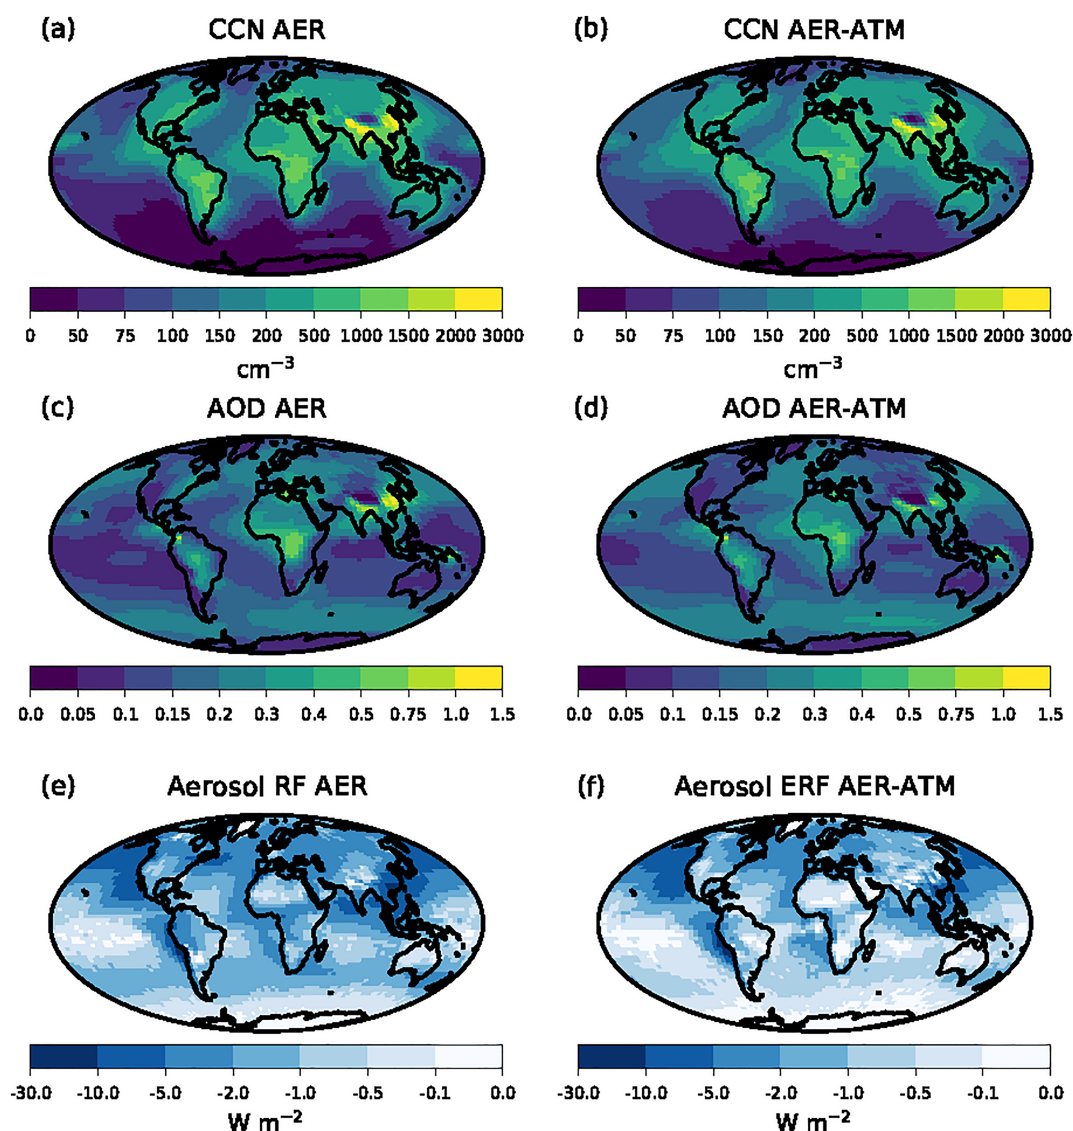 (a) CCN AER
(b) CCN AER-ATM
0 50 75 100 150 200 500 1000 1500 2000 3000
cm⁻³
0 50 75 100 150 200 500 1000 1500 2000 3000
cm⁻³
(c) AOD AER
(d) AOD AER-ATM
0.0 0.05 0.1 0.15 0.2 0.3 0.4 0.5 0.75 1.0 1.5
0.0 0.05 0.1 0.15 0.2 0.3 0.4 0.5 0.75 1.0 1.5
(e) Aerosol RF AER
(f) Aerosol ERF AER-ATM
-30.0 -10.0 -5.0 -2.0 -1.0 -0.5 -0.1 0.0
W m⁻²
-30.0 -10.0 -5.0 -2.0 -1.0 -0.5 -0.1 0.0
W m⁻²